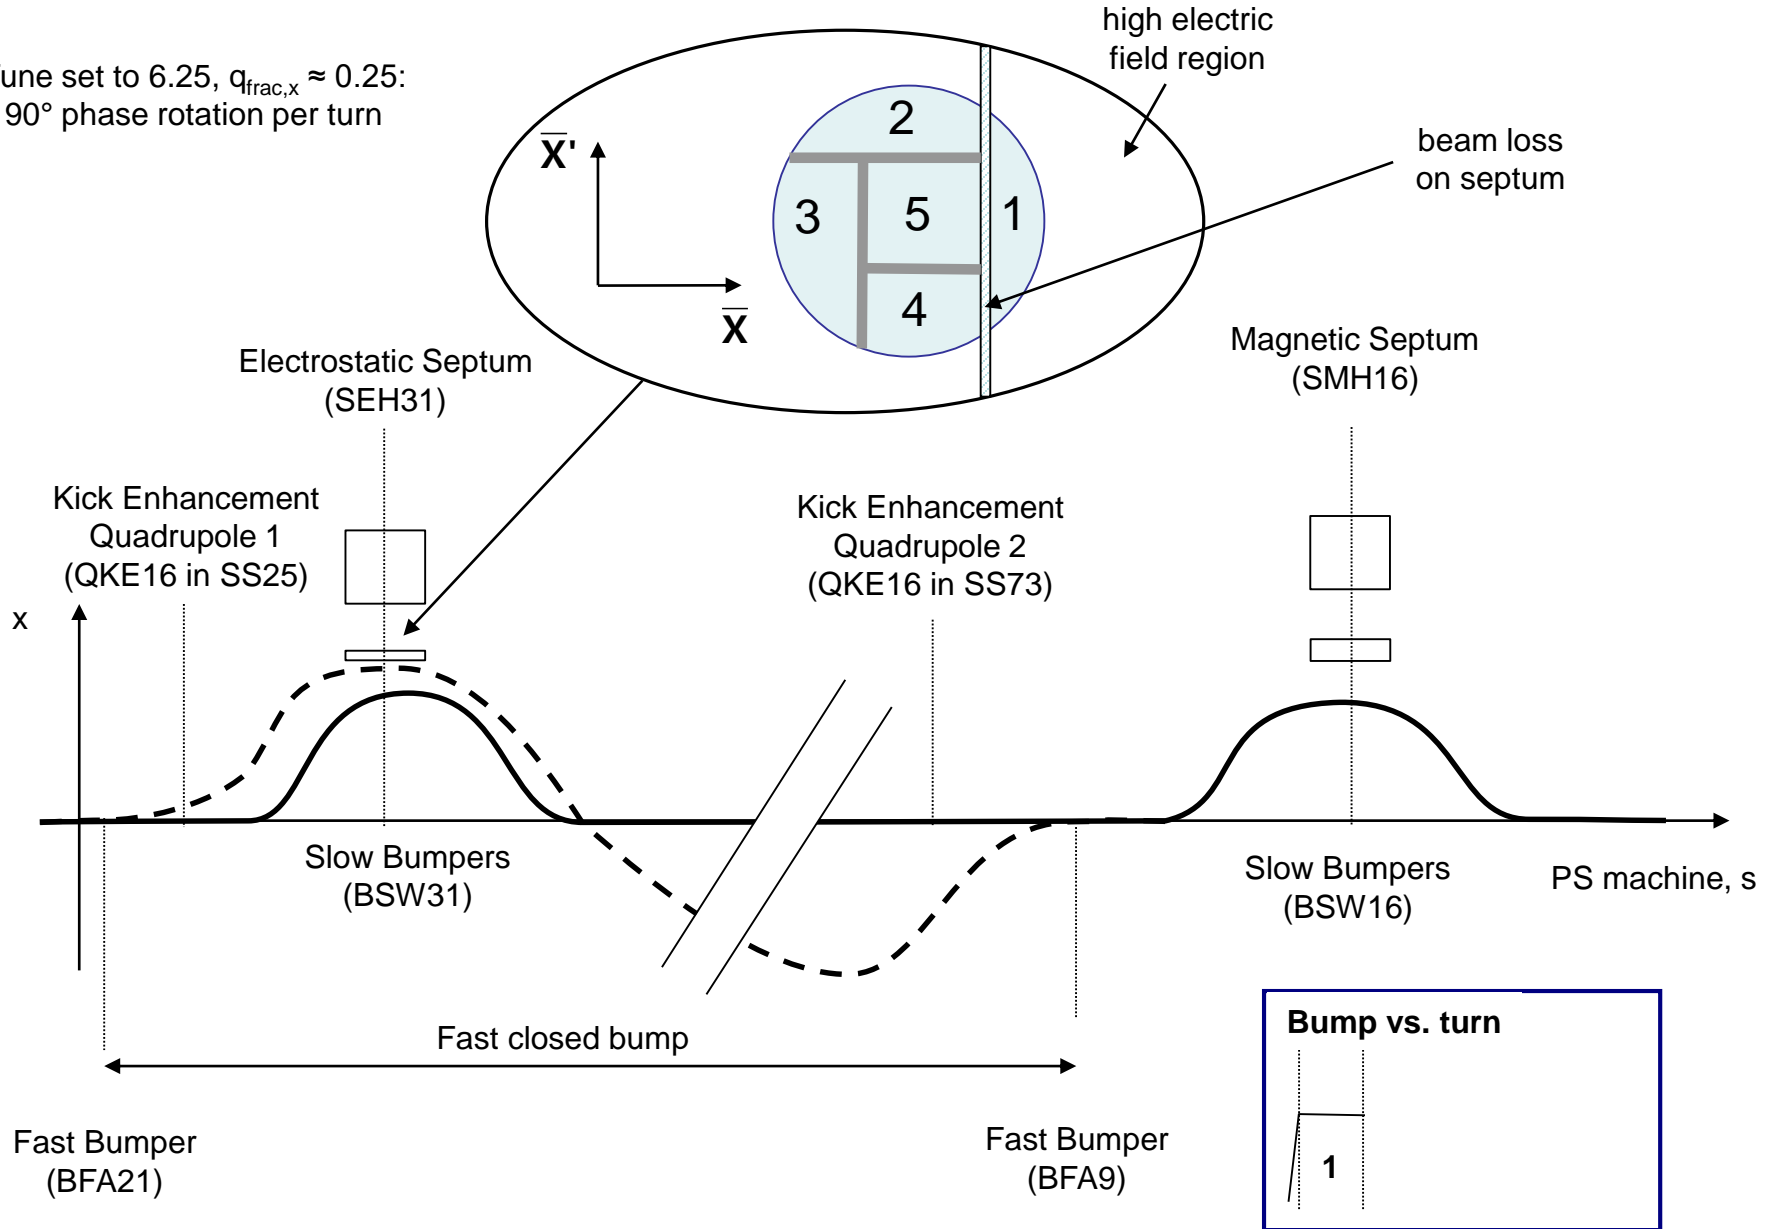 high electric
field region
une set to 6.25, qfrac,x ≈ 0.25:
90° phase rotation per turn
beam loss
on septum
X̅'
X̅
2
3
5
1
4
Electrostatic Septum
(SEH31)
Magnetic Septum
(SMH16)
Kick Enhancement
Quadrupole 1
(QKE16 in SS25)
Kick Enhancement
Quadrupole 2
(QKE16 in SS73)
x
Slow Bumpers
(BSW31)
Slow Bumpers
(BSW16)
PS machine, s
Fast closed bump
Fast Bumper
(BFA21)
Fast Bumper
(BFA9)
Bump vs. turn
1